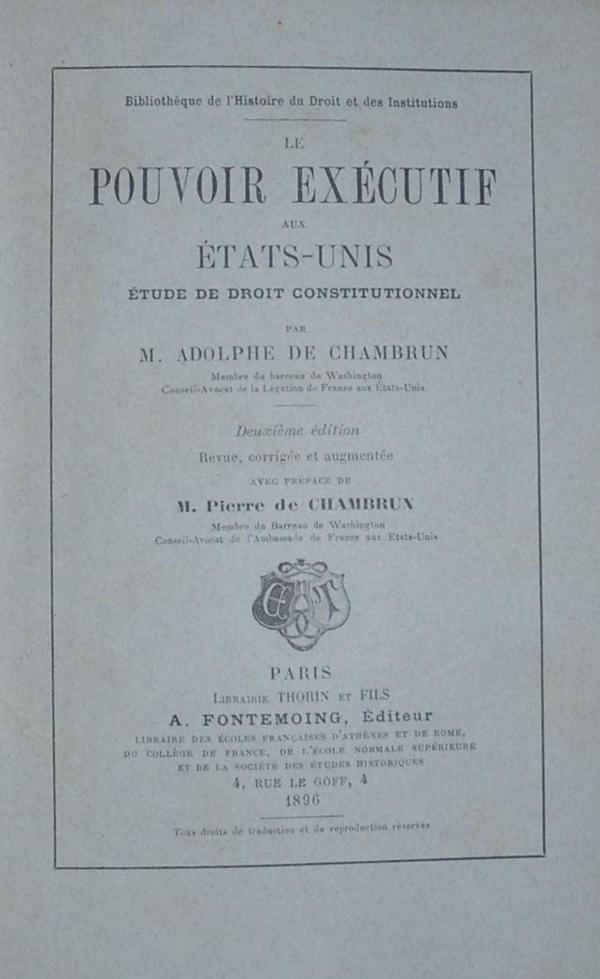 Bibliothèque de l'Histoire du Droit et des Institutions
LE
POUVOIR EXÉCUTIF
AUX
ÉTATS-UNIS
ÉTUDE DE DROIT CONSTITUTIONNEL
PAR
M. ADOLPHE DE CHAMBRUN
Membre du barreau de Washington
Conseil-Avocat de la Légation de France aux États-Unis
Deuxième édition
Revue, corrigée et augmentée
AVEC PRÉFACE DE
M. Pierre de CHAMBRUN
Membre du Barreau de Washington
Conseil-Avocat de l'Ambassade de France aux Etats-Unis
PARIS
LIBRAIRIE THORIN ET FILS
A. FONTEMOING, Éditeur
LIBRAIRE DES ÉCOLES FRANÇAISES D'ATHÈNES ET DE ROME,
DU COLLÈGE DE FRANCE, DE L'ÉCOLE NORMALE SUPÉRIEURE
ET DE LA SOCIÉTÉ DES ÉTUDES HISTORIQUES
4, RUE LE GOFF, 4
1896
Tous droits de traduction et de reproduction réservés